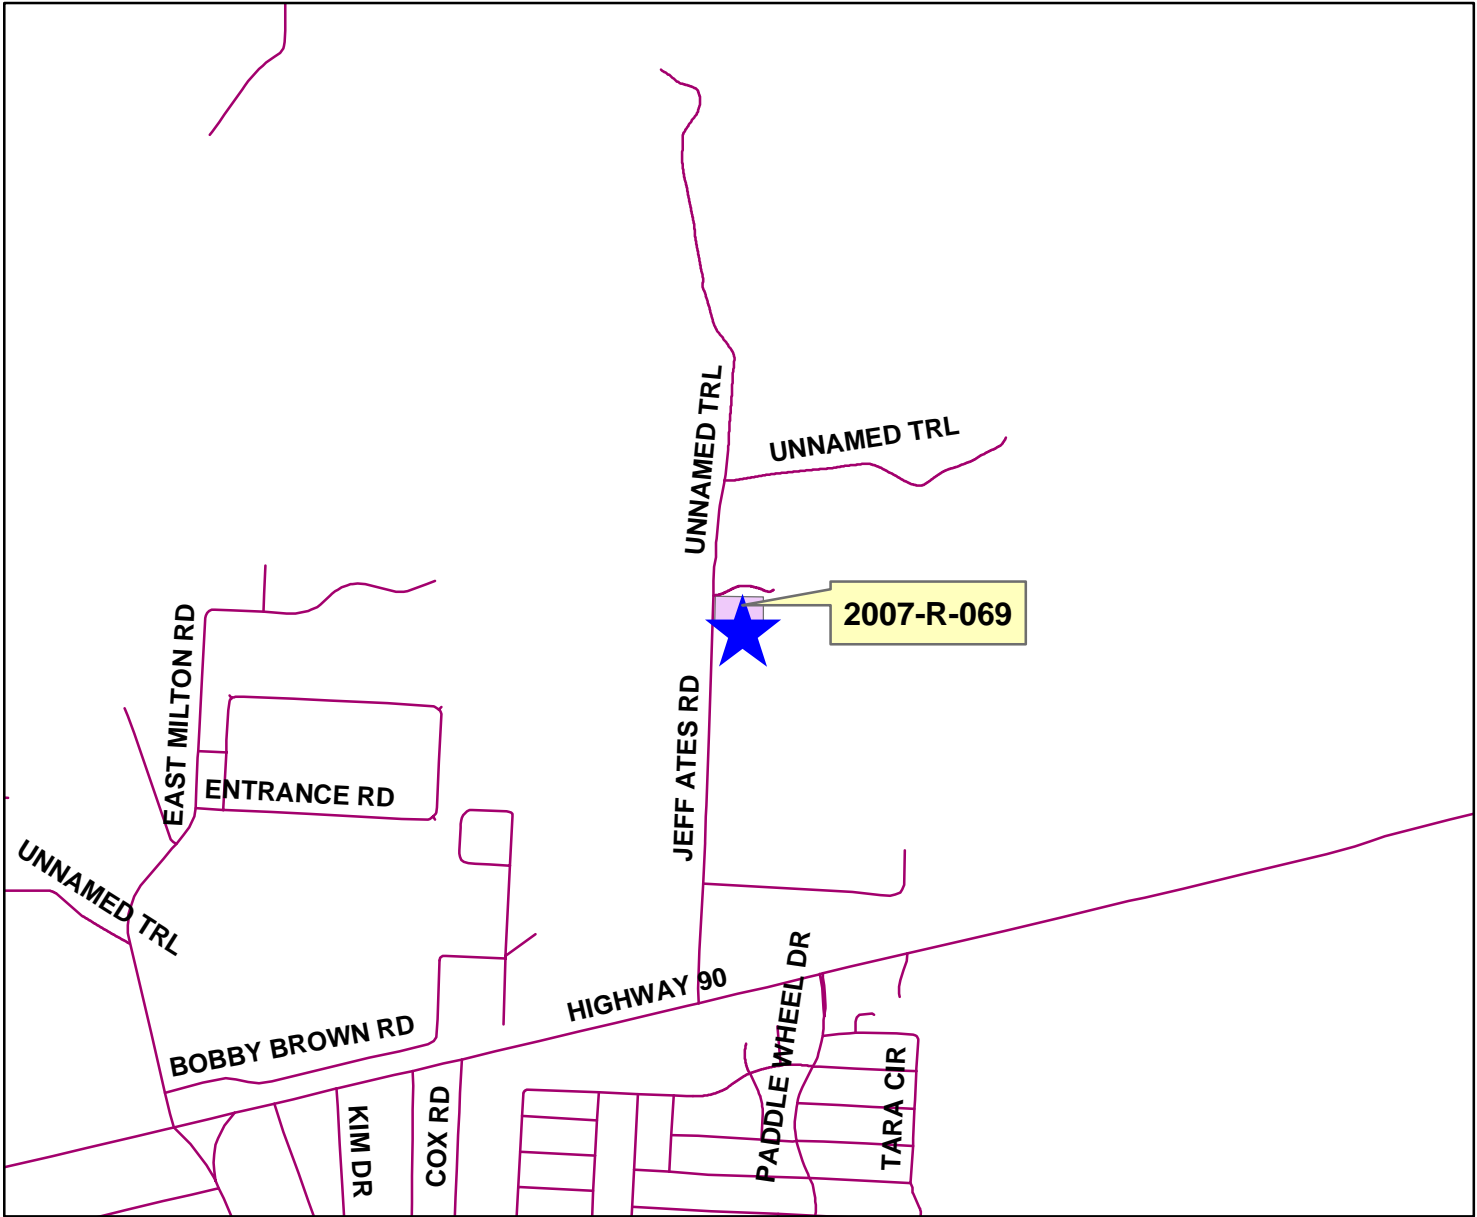 UNNAMED TRL
UNNAMED TRL
2007-R-069
EAST MILTON RD
JEFF ATES RD
ENTRANCE RD
UNNAMED TRL
HIGHWAY 90
PADDLE WHEEL DR
BOBBY BROWN RD
TARA CIR
COX RD
KIM DR